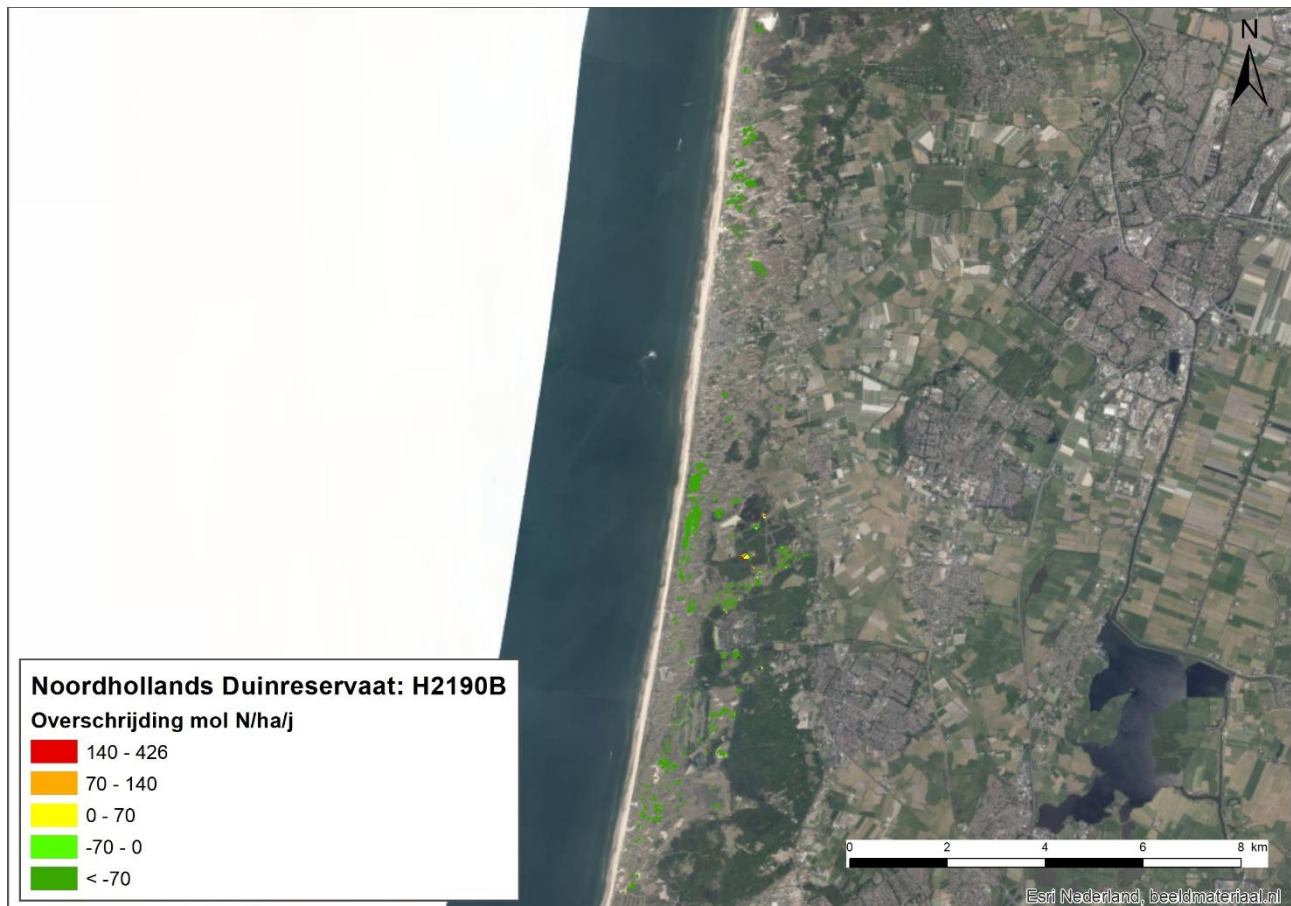 N
Noordhollands Duinreservaat: H2190B
Overschrijding mol N/ha/j
140 - 426
70 - 140
0 - 70
-70 - 0
< -70
0 2 4 6 8 km
Esri Nederland, beeldmateriaal.nl